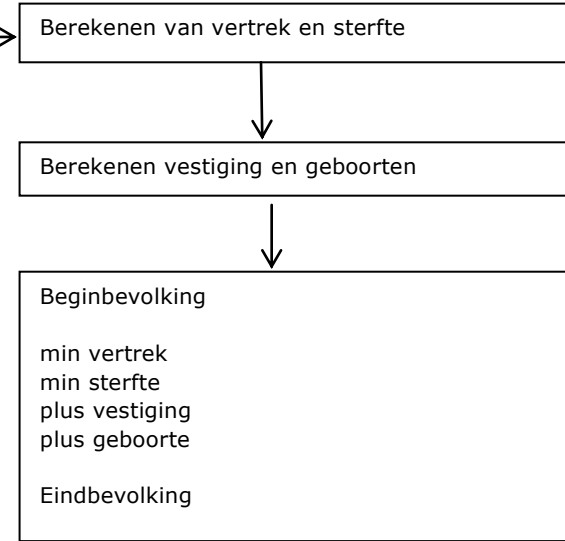 Berekenen van vertrek en sterfte
Berekenen vestiging en geboorten
Beginbevolking
min vertrek
min sterfte
plus vestiging
plus geboorte
Eindbevolking